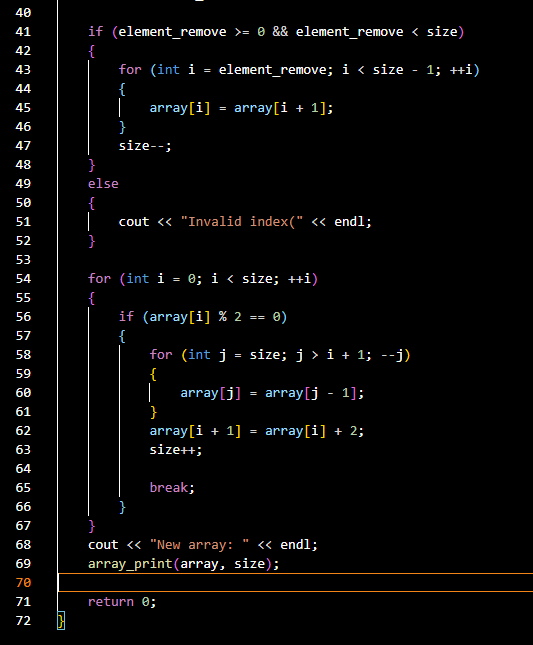 40
41 if (element_remove >= 0 && element_remove < size)
42 {
43 for (int i = element_remove; i < size - 1; ++i)
44 {
45 array[i] = array[i + 1];
46 }
47 size--;
48 }
49 else
50 {
51 cout << "Invalid index(" << endl;
52 }
53
54 for (int i = 0; i < size; ++i)
55 {
56 if (array[i] % 2 == 0)
57 {
58 for (int j = size; j > i + 1; --j)
59 {
60 array[j] = array[j - 1];
61 }
62 array[i + 1] = array[i] + 2;
63 size++;
64
65 break;
66 }
67 }
68 cout << "New array: " << endl;
69 array_print(array, size);
70
71 return 0;
72 }